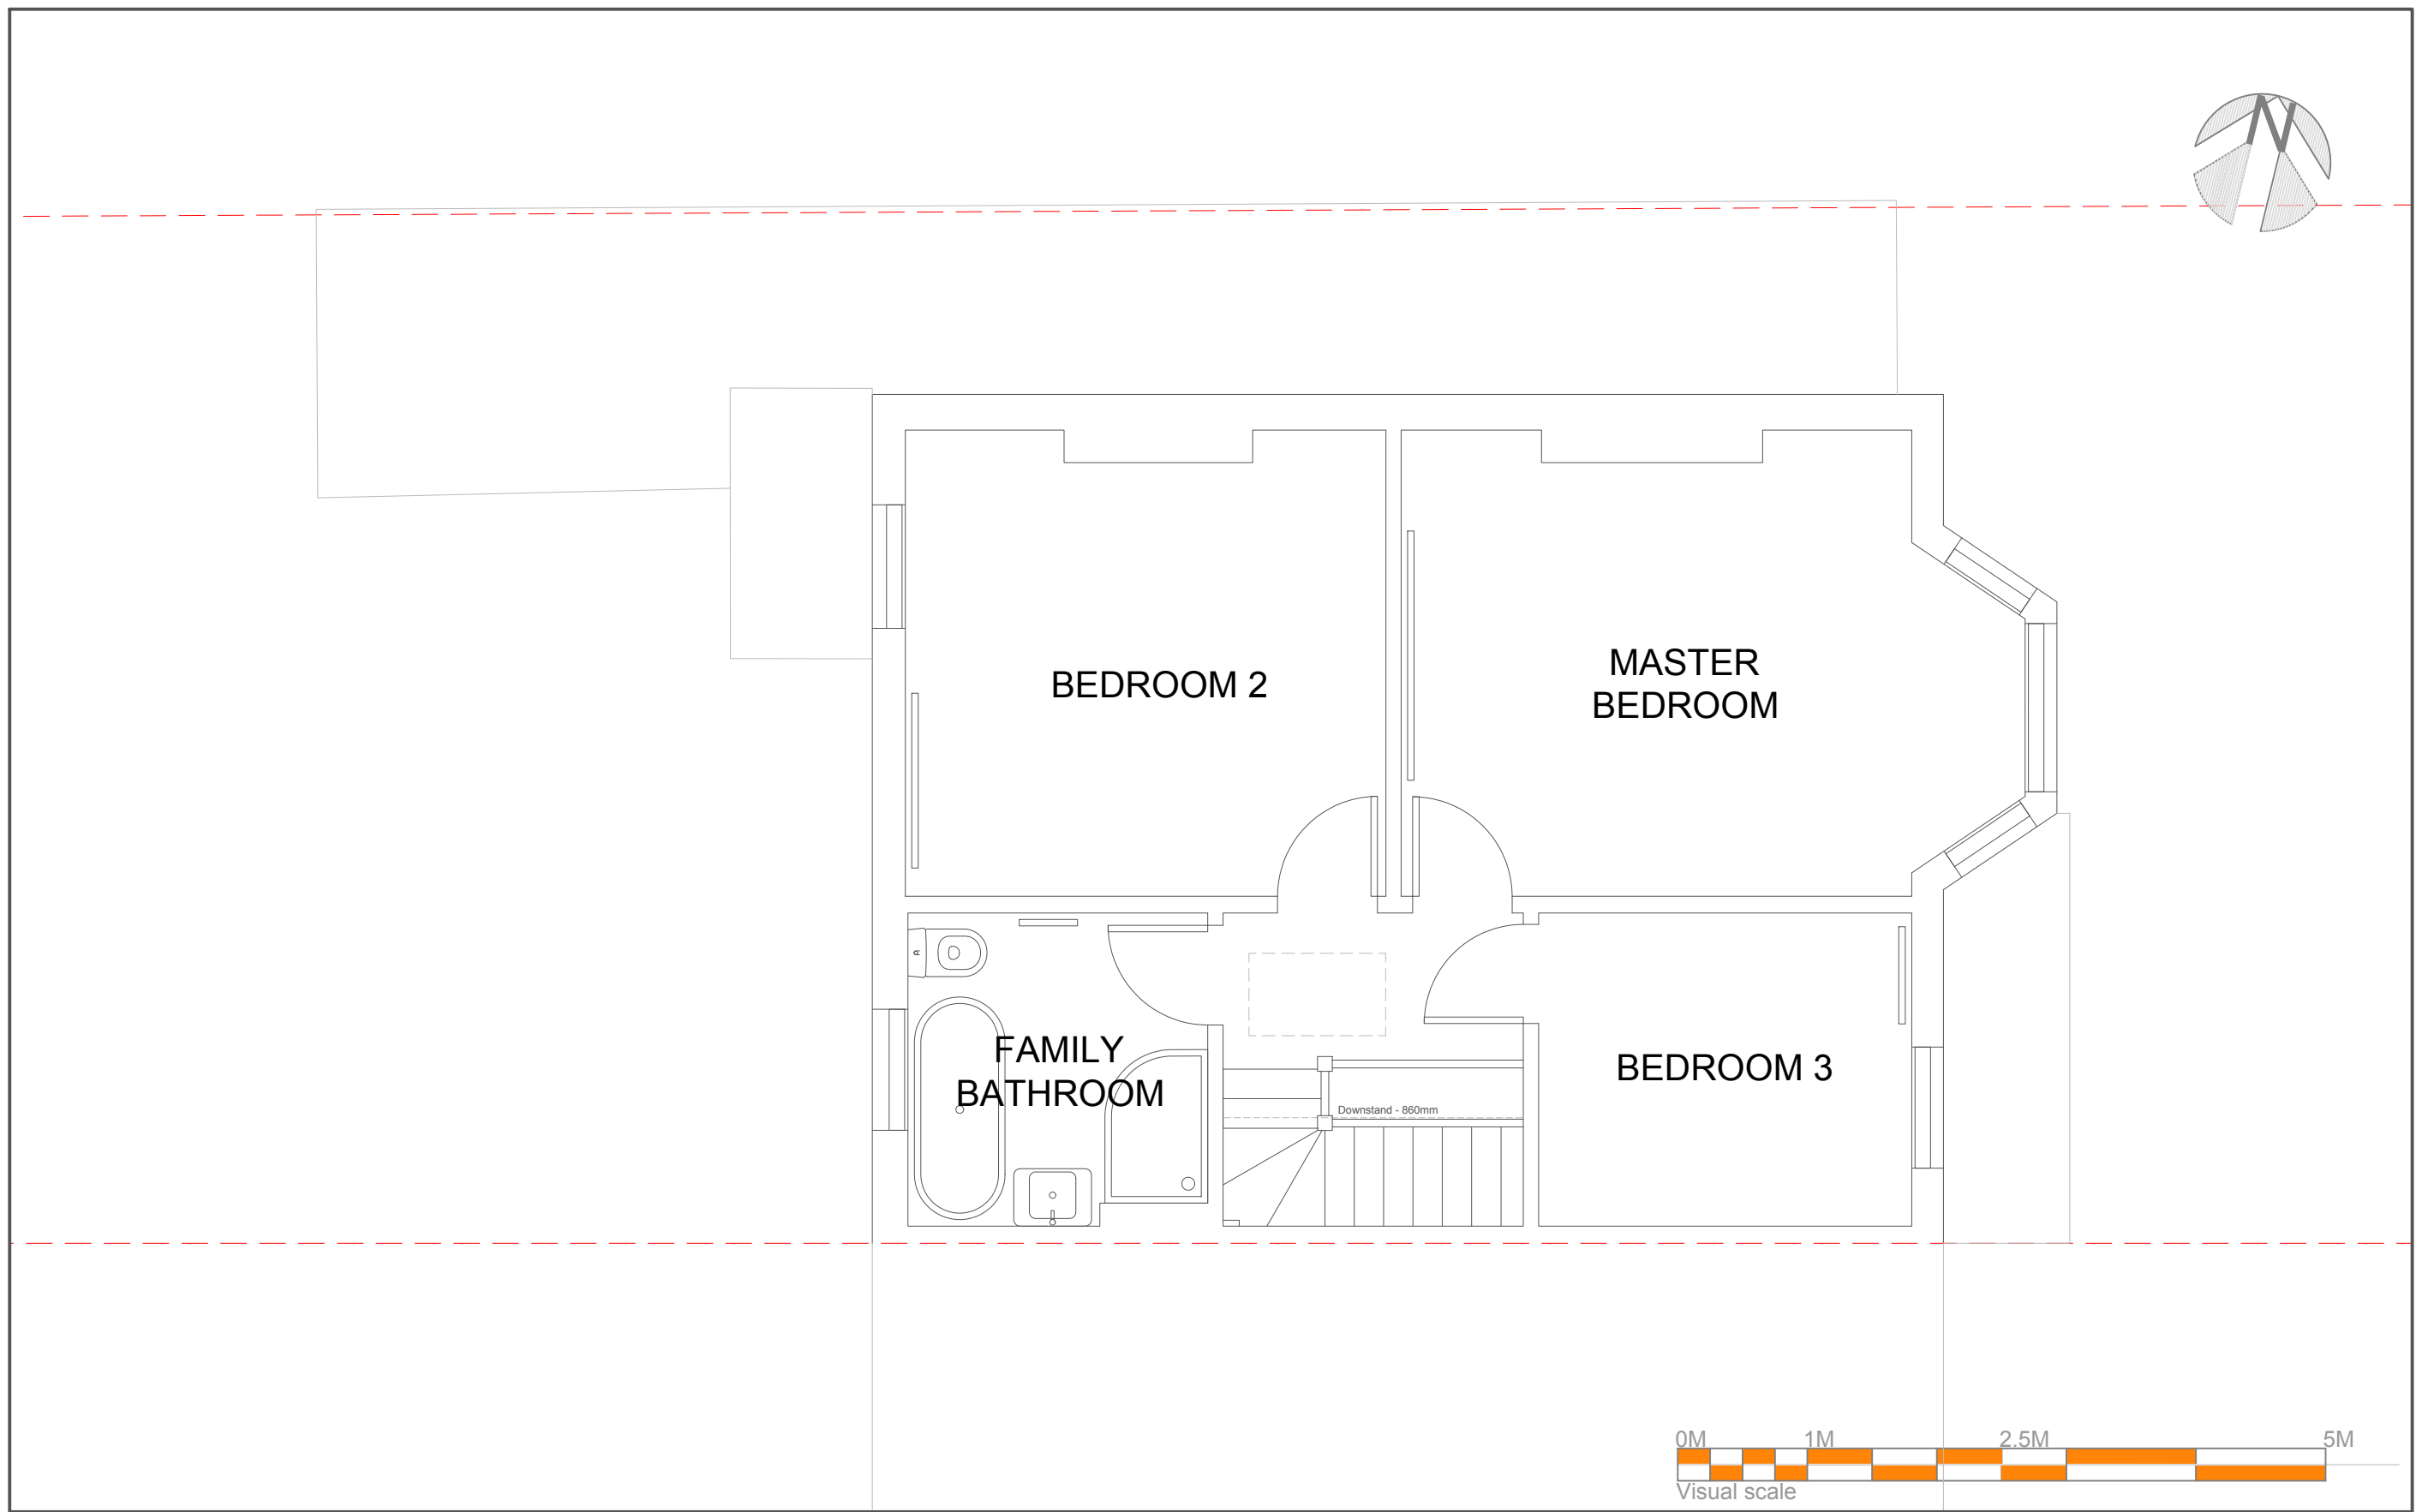 N
BEDROOM 2
MASTER
BEDROOM
FAMILY
BATHROOM
BEDROOM 3
Downstand - 860mm
0M 1M 2.5M 5M
Visual scale